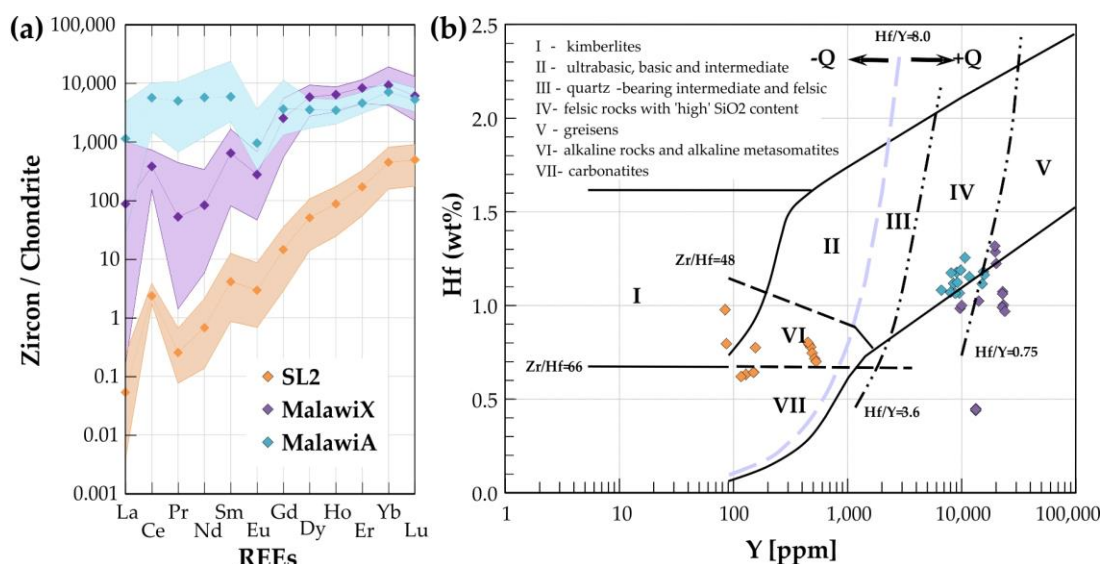 (a)
100,000
10,000
1,000
100
10
1
0.1
0.01
0.001
Zircon / Chondrite
SL2
MalawiX
MalawiA
La
Ce
Pr
Nd
Sm
Eu
Gd
Dy
Ho
Er
Yb
Lu
REEs
(b)
2.5
2.0
1.5
1.0
0.5
0.0
Hf (wt%)
I - kimberlites
II - ultrabasic, basic and intermediate
III - quartz -bearing intermediate and felsic
IV - felsic rocks with 'high' SiO2 content
V - greisens
VI - alkaline rocks and alkaline metasomatites
VII- carbonatites
Hf/Y=8.0
-Q
+Q
V
IV
III
II
Zr/Hf=48
I
VI
Hf/Y=0.75
Zr/Hf=66
VII
Hf/Y=3.6
1
10
100
1,000
10,000
100,000
Y [ppm]